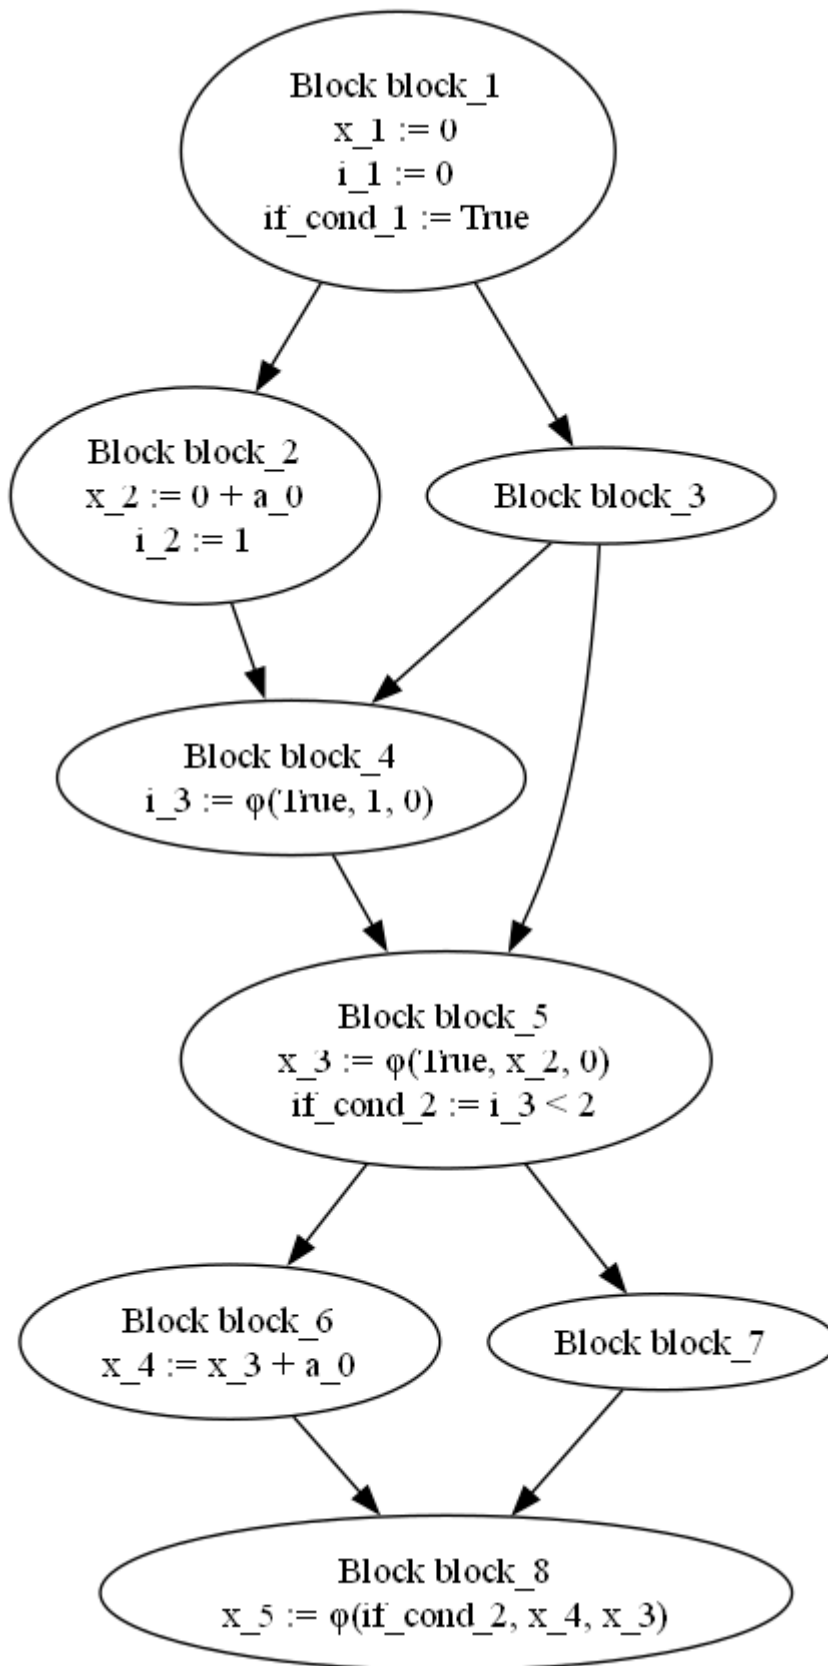 Block block_1
x_1 := 0
i_1 := 0
if_cond_1 := True
Block block_2
x_2 := 0 + a_0
i_2 := 1
Block block_3
Block block_4
i_3 := φ(True, 1, 0)
Block block_5
x_3 := φ(True, x_2, 0)
if_cond_2 := i_3 < 2
Block block_6
x_4 := x_3 + a_0
Block block_7
Block block_8
x_5 := φ(if_cond_2, x_4, x_3)